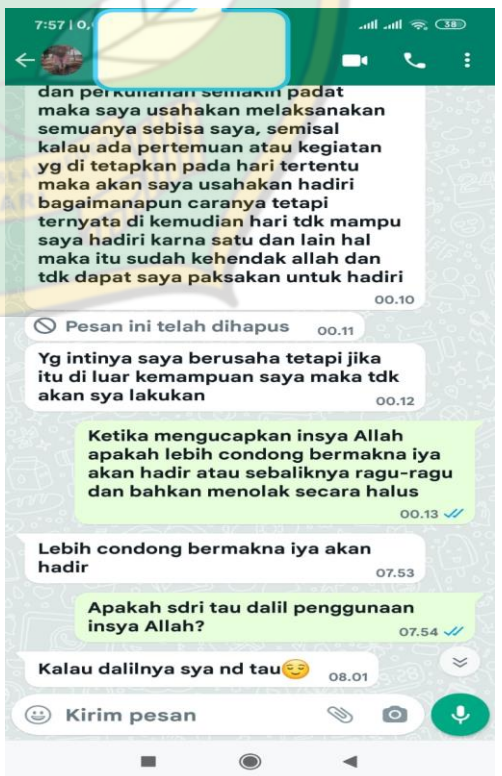 7:57 | 0,
38
dan perkuliahan semakin padat
maka saya usahakan melaksanakan
semuanya sebisa saya, semisal
kalau ada pertemuan atau kegiatan
yg di tetapkan pada hari tertentu
maka akan saya usahakan hadiri
bagaimanapun caranya tetapi
ternyata di kemudian hari tdk mampu
saya hadiri karna satu dan lain hal
maka itu sudah kehendak allah dan
tdk dapat saya paksakan untuk hadiri
00.10
Pesan ini telah dihapus 00.11
Yg intinya saya berusaha tetapi jika
itu di luar kemampuan saya maka tdk
akan sya lakukan
00.12
Ketika mengucapkan insya Allah
apakah lebih condong bermakna iya
akan hadir atau sebaliknya ragu-ragu
dan bahkan menolak secara halus
00.13
Lebih condong bermakna iya akan
hadir
07.53
Apakah sdri tau dalil penggunaan
insya Allah?
07.54
Kalau dalilnya sya nd tau😌 08.01
Kirim pesan